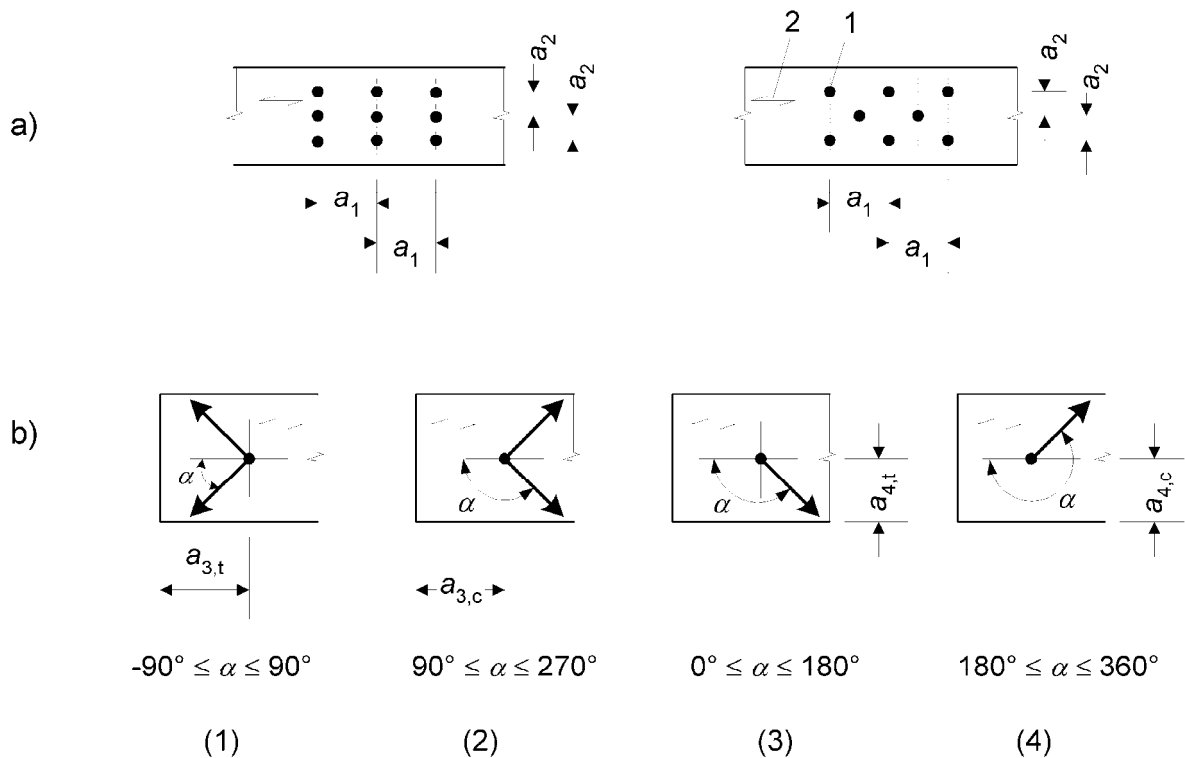 2 1
a)
a₂ a₂ a₂ a₂
a₁ a₁
a₁ a₁
b)
α α α α
a₄,t a₄,c
a₃,t a₃,c
-90° ≤ α ≤ 90° 90° ≤ α ≤ 270° 0° ≤ α ≤ 180° 180° ≤ α ≤ 360°
(1) (2) (3) (4)